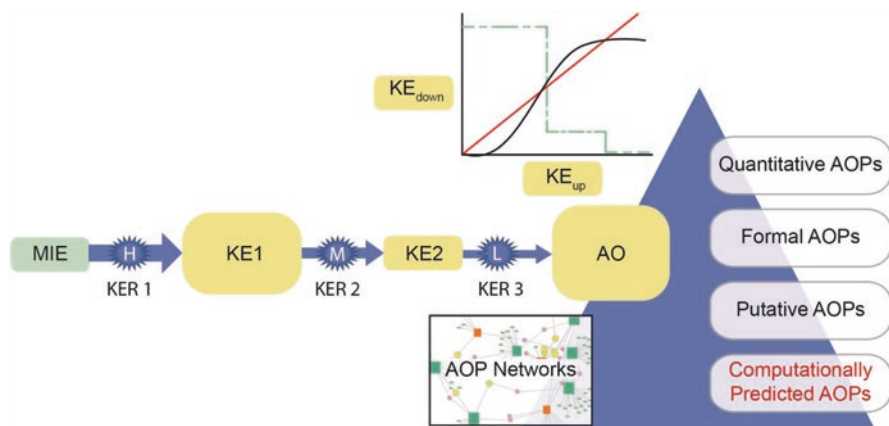 KEdown
KEup
Quantitative AOPs
Formal AOPs
Putative AOPs
Computationally
Predicted AOPs
MIE
H
KER 1
KE1
M
KER 2
KE2
L
KER 3
AO
AOP Networks